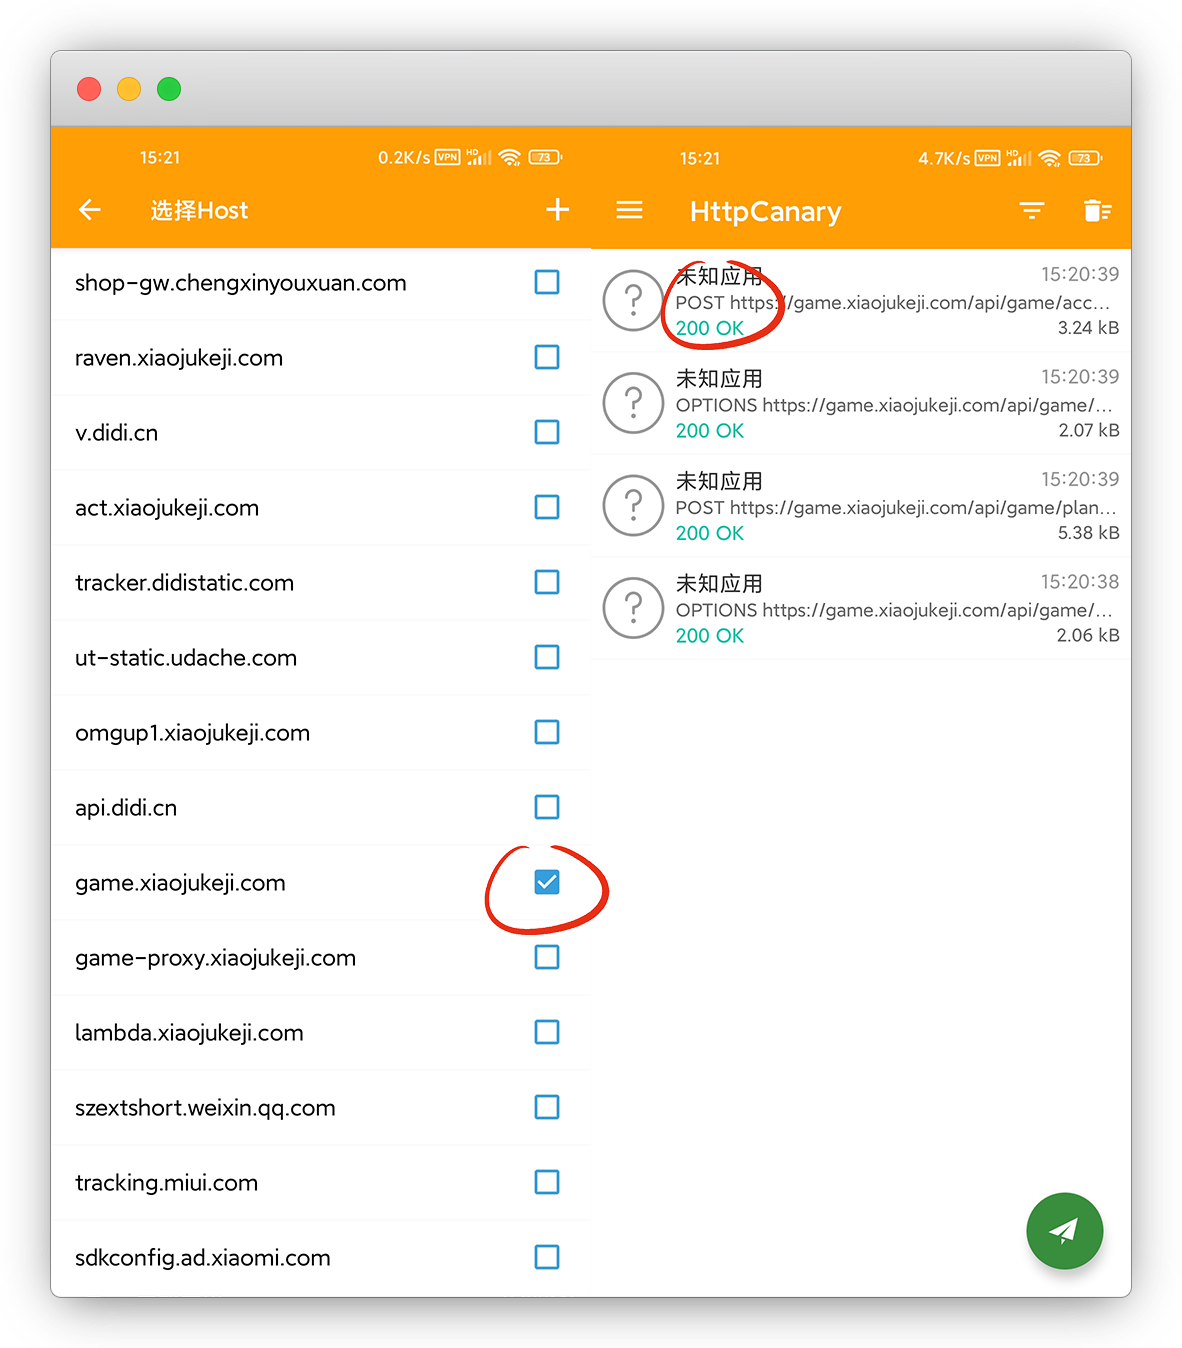 15:21
0.2K/s VPN HD 73
选择Host
shop-gw.chengxinyouxuan.com
raven.xiaojukeji.com
v.didi.cn
act.xiaojukeji.com
tracker.didistatic.com
ut-static.udache.com
omgup1.xiaojukeji.com
api.didi.cn
game.xiaojukeji.com
game-proxy.xiaojukeji.com
lambda.xiaojukeji.com
szextshort.weixin.qq.com
tracking.miui.com
sdkconfig.ad.xiaomi.com
15:21
4.7K/s VPN HD 73
HttpCanary
未知应用 15:20:39
POST https://game.xiaojukeji.com/api/game/acc...
200 OK 3.24 kB
未知应用 15:20:39
OPTIONS https://game.xiaojukeji.com/api/game/...
200 OK 2.07 kB
未知应用 15:20:39
POST https://game.xiaojukeji.com/api/game/plan...
200 OK 5.38 kB
未知应用 15:20:38
OPTIONS https://game.xiaojukeji.com/api/game/...
200 OK 2.06 kB